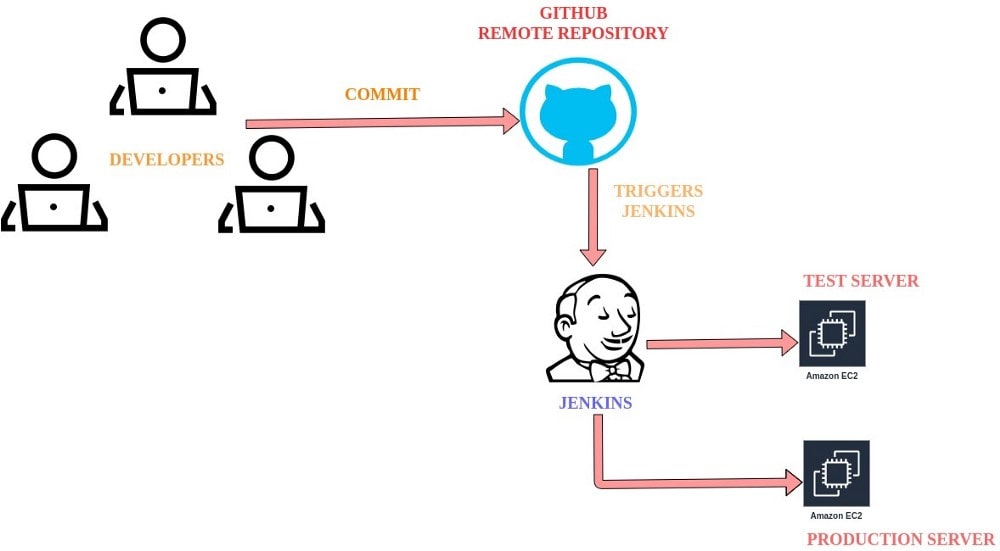 GITHUB
REMOTE REPOSITORY
COMMIT
DEVELOPERS
TRIGGERS
JENKINS
TEST SERVER
Amazon EC2
JENKINS
Amazon EC2
PRODUCTION SERVER